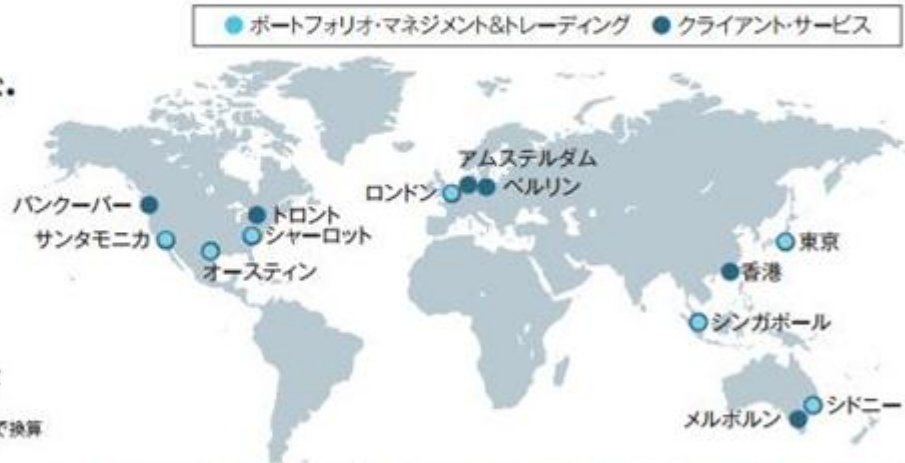 ポートフォリオ・マネジメント&トレーディング クライアント・サービス
アムステルダム
ロンドン
ベルリン
バンクーバー
トロント
サンタモニカ
シャーロット
東京
オースティン
香港
シンガポール
シドニー
メルボルン
で換算